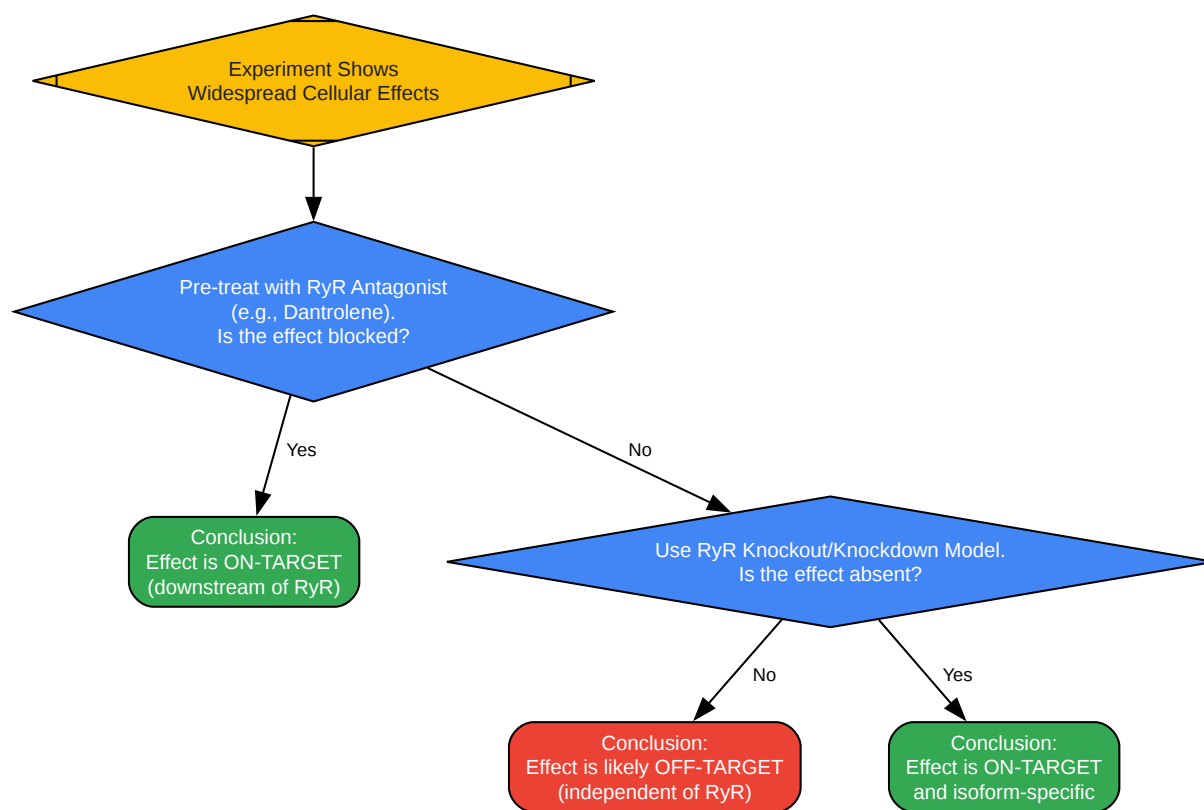 Experiment Shows
Widespread Cellular Effects
Pre-treat with RyR Antagonist
(e.g., Dantrolene).
Is the effect blocked?
Yes
No
Conclusion:
Effect is ON-TARGET
(downstream of RyR)
Use RyR Knockout/Knockdown Model.
Is the effect absent?
No
Yes
Conclusion:
Effect is likely OFF-TARGET
(independent of RyR)
Conclusion:
Effect is ON-TARGET
and isoform-specific